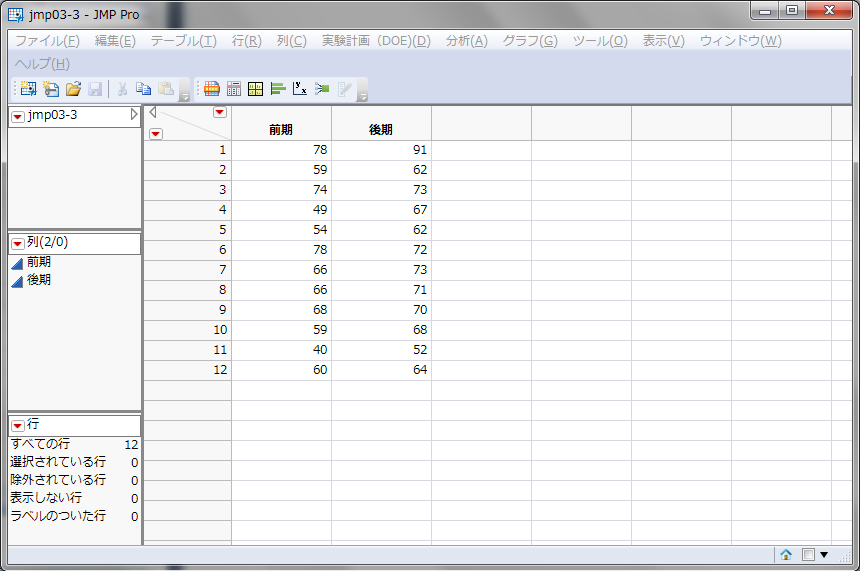 jmp03-3 - JMP Pro
ファイル(F) 編集(E) テーブル(T) 行(R) 列(C) 実験計画（DOE)(D) 分析(A) グラフ(G) ツール(O) 表示(V) ウィンドウ(W)
ヘルプ(H)
jmp03-3
列(2/0)
前期
後期
行
すべての行 12
選択されている行 0
除外されている行 0
表示しない行 0
ラベルのついた行 0
前期 後期
1 78 91
2 59 62
3 74 73
4 49 67
5 54 62
6 78 72
7 66 73
8 66 71
9 68 70
10 59 68
11 40 52
12 60 64